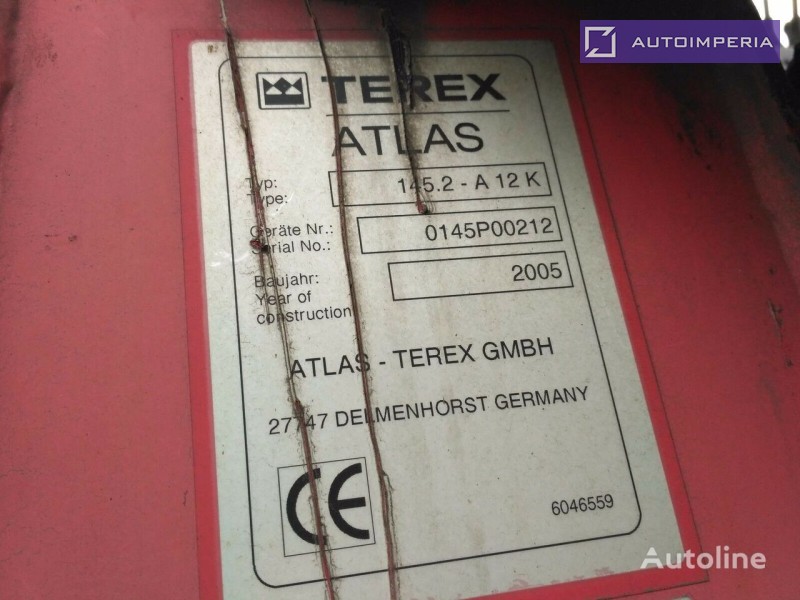 AUTOIMPERIA
TEREX
ATLAS
Typ: 145.2 - A 12 K
Type:
Geräte Nr.: 0145P00212
Serial No.:
Baujahr: 2005
Year of
construction
ATLAS - TEREX GMBH
27747 DELMENHORST GERMANY
CE
6046559
Autoline